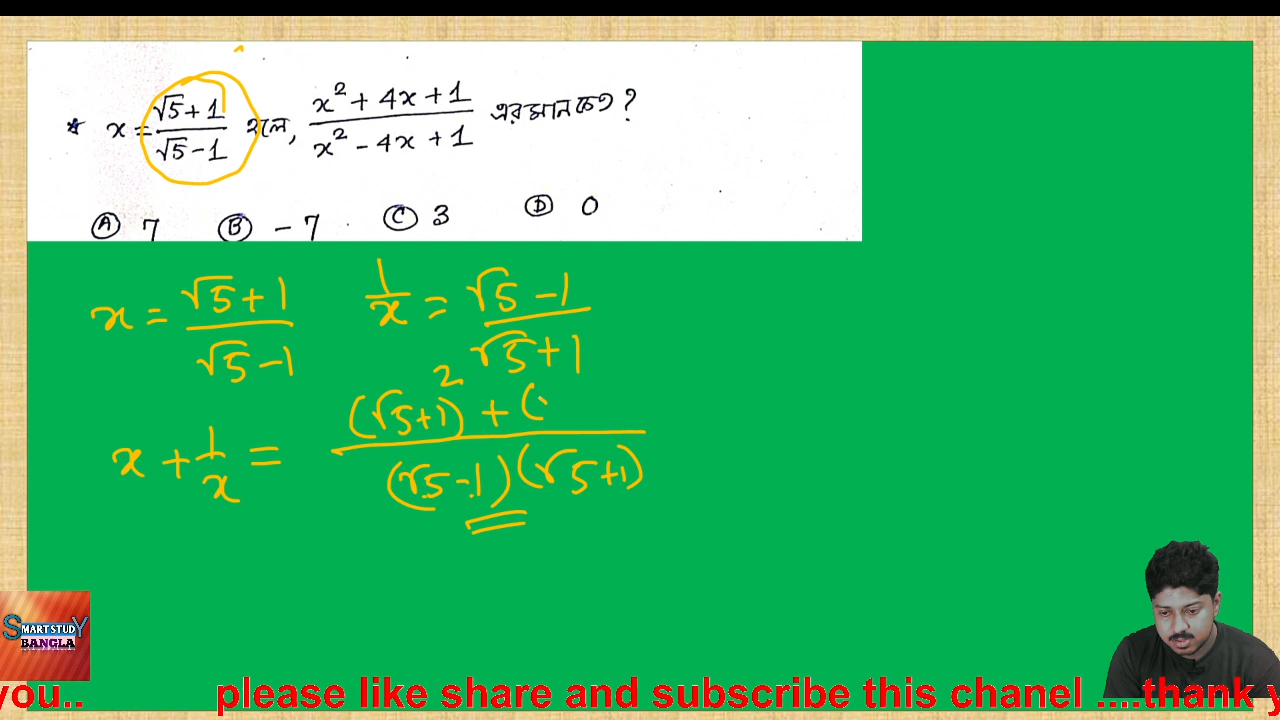 * x = √5+1 / √5-1 হলে, x² + 4x + 1 / x² - 4x + 1 এর মান কত ?
Ⓐ 7 Ⓑ - 7 Ⓒ 3 Ⓓ 0
x = √5+1 / √5-1 1/x = √5-1 / √5+1
x + 1/x = (√5+1)² + ( / (√5-1)(√5+1)
SMART STUDY
BANGLA
you.. please like share and subscribe this chanel ....thank y